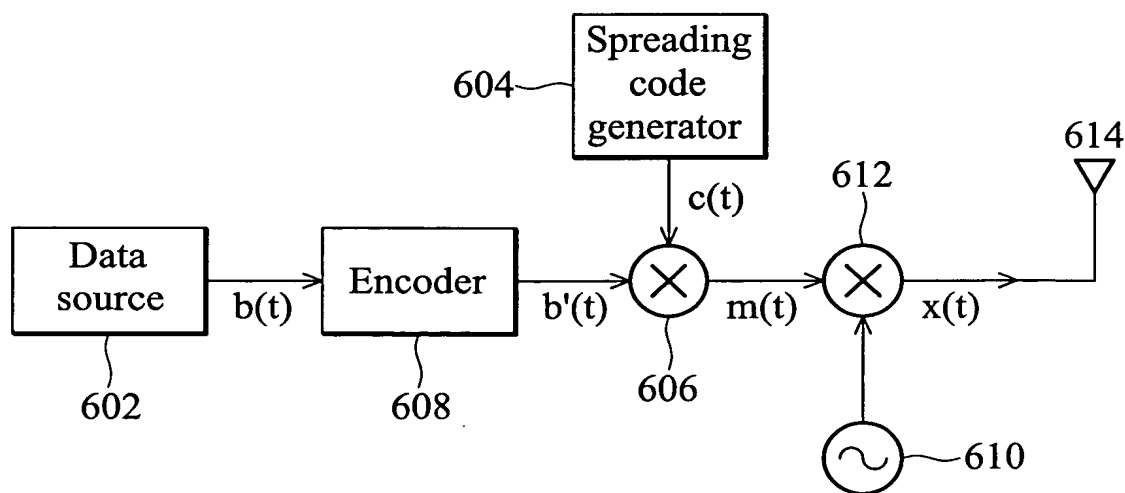 Spreading
code
generator
604
614
612
c(t)
Data
source
b(t)
Encoder
b'(t)
m(t)
x(t)
602
608
606
610